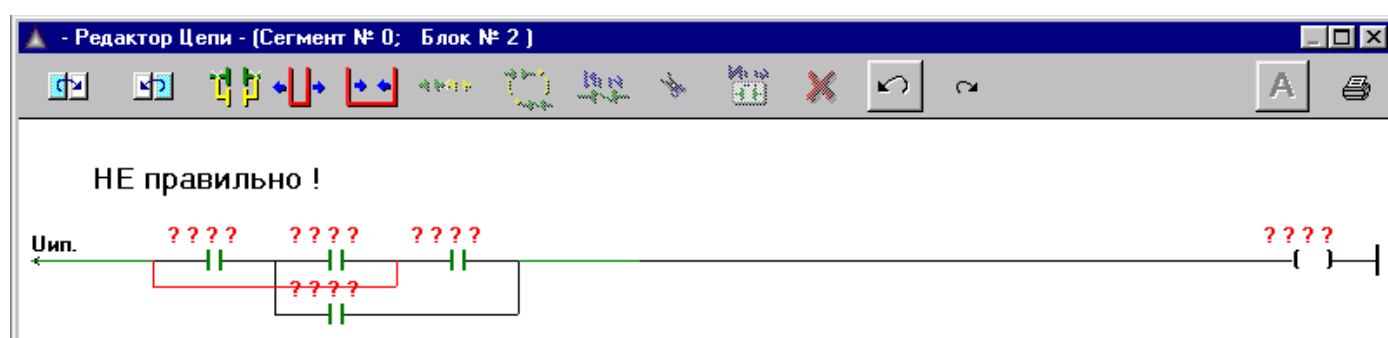 - Редактор Цепи - (Сегмент № 0; Блок № 2 )
A
НЕ правильно !
Uип.
? ? ? ? ? ? ? ? ? ? ? ? ? ? ? ?
? ? ? ?